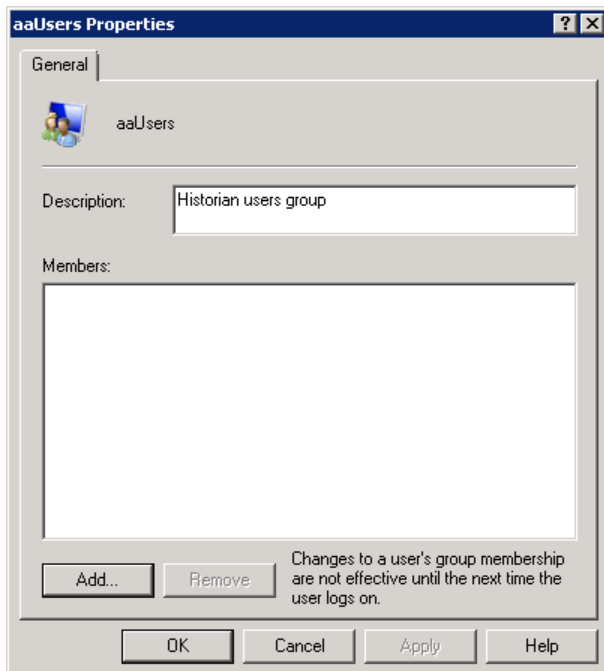 aaUsers Properties
General
aaUsers
Description:
Historian users group
Members:
Add...
Remove
Changes to a user's group membership
are not effective until the next time the
user logs on.
OK
Cancel
Apply
Help